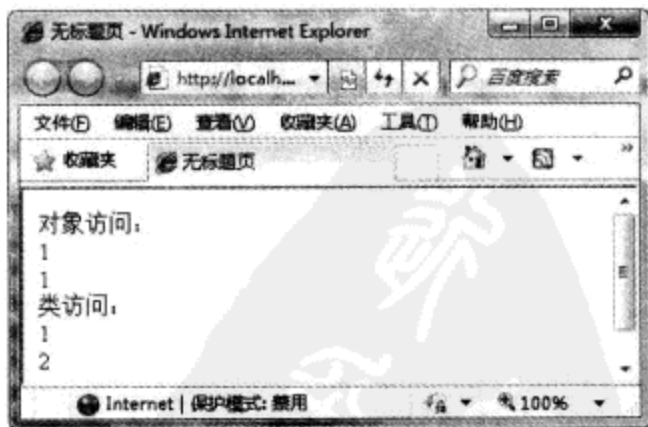 无标题页 - Windows Internet Explorer
http://localh... 百度搜索
文件(F) 编辑(E) 查看(V) 收藏夹(A) 工具(T) 帮助(H)
收藏夹 无标题页
对象访问：
1
1
类访问：
1
2
Internet | 保护模式: 禁用 100%